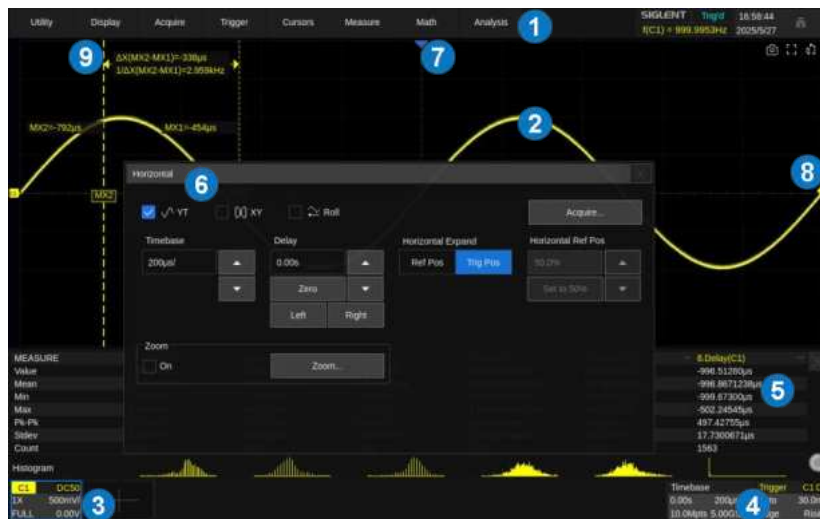 Utility Display Acquire Trigger Cursors Measure Math Analysis 1
SIGLENT Trig'd 16:58:44
f(C1) = 999.9953Hz 2025/5/27
9 7
ΔX(MX2-MX1)=-338μs
1/ΔX(MX2-MX1)=2.959kHz
MX2=-792μs MX1=-454μs 2
Horizontal
6 8
C1 MX2
YT XY Roll Acquire...
Timebase Delay Horizontal Expand Horizontal Ref Pos
200μs/ 0.00s Ref Pos Trig Pos 50.0%
Zero Set to 50%
Left Right
Zoom
On Zoom...
MEASURE 6.Delay(C1)
Value -996.51280μs
Mean -996.8671238μs
Min -999.67300μs 5
Max -502.24545μs
Pk-Pk 497.42755μs
Stdev 17.7300671μs
Count 1563
Histogram
C1 DC50
1X 500mV/
FULL 0.00V
3
Timebase Trigger C1 D
0.00s 200μs
10.0Mpts 5.00G
4